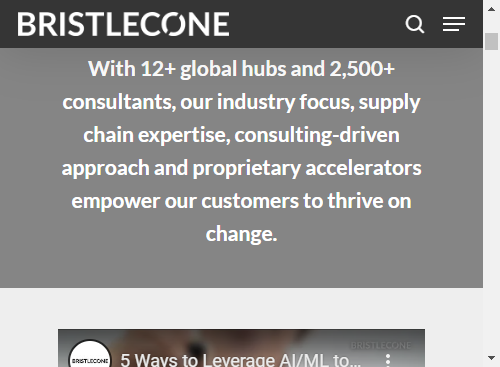 BRISTLECONE
With 12+ global hubs and 2,500+
consultants, our industry focus, supply
chain expertise, consulting-driven
approach and proprietary accelerators
empower our customers to thrive on
change.
BRISTLECONE
BRISTLECONE
5 Ways to Leverage AI/ML to...